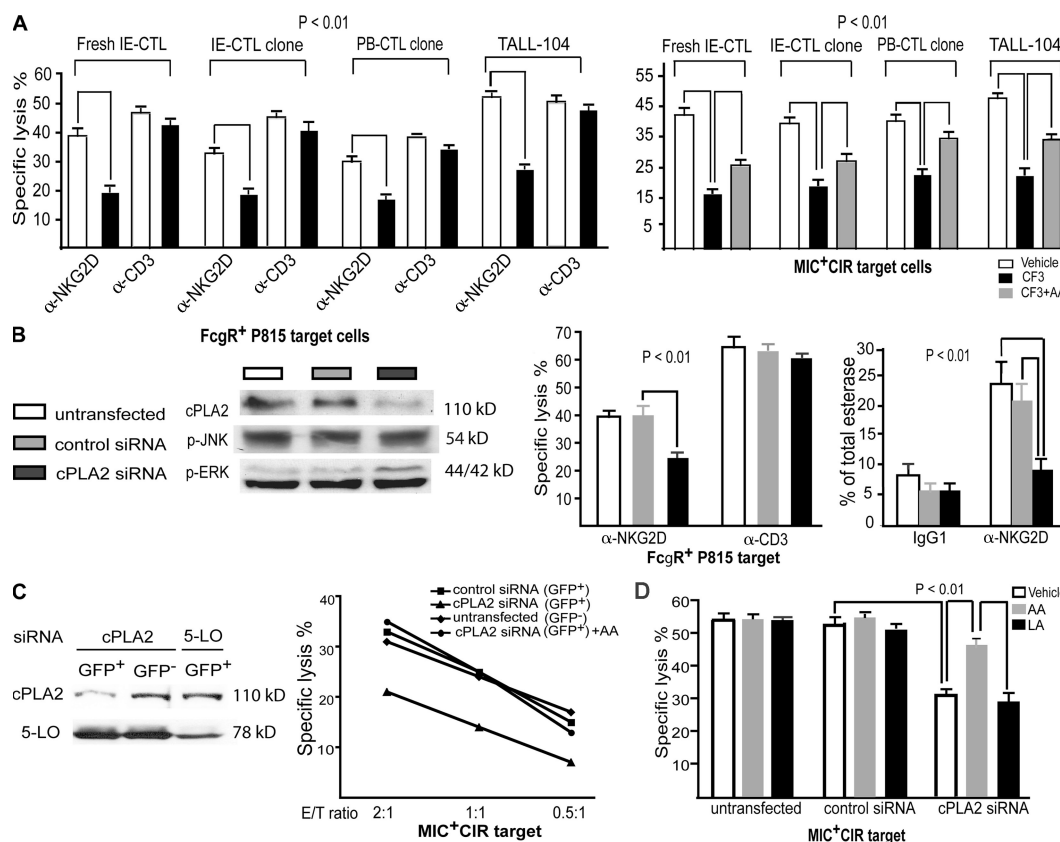 A
P < 0.01
Fresh IE-CTL
IE-CTL clone
PB-CTL clone
TALL-104
Specific lysis %
60
50
40
30
20
10
α-NKG2D
α-CD3
α-NKG2D
α-CD3
α-NKG2D
α-CD3
α-NKG2D
α-CD3
FcgR+ P815 target cells
P < 0.01
Fresh IE-CTL
IE-CTL clone
PB-CTL clone
TALL-104
55
45
35
25
15
5
MIC+CIR target cells
Vehicle
CF3
CF3+AA
B
untransfected
control siRNA
cPLA2 siRNA
cPLA2
110 kD
p-JNK
54 kD
p-ERK
44/42 kD
Specific lysis %
70
60
50
40
30
20
10
P < 0.01
α-NKG2D
α-CD3
FcgR+ P815 target
% of total esterase
30
25
20
15
10
5
0
P < 0.01
IgG1
α-NKG2D
C
siRNA
cPLA2
5-LO
GFP+
GFP-
GFP+
cPLA2
110 kD
5-LO
78 kD
Specific lysis %
40
30
20
10
control siRNA (GFP+)
cPLA2 siRNA (GFP+)
untransfected (GFP-)
cPLA2 siRNA (GFP+) +AA
E/T ratio
2:1
1:1
0.5:1
MIC+CIR target
D
Specific lysis %
60
50
40
30
20
10
P < 0.01
Vehicle
AA
LA
untransfected
control siRNA
cPLA2 siRNA
MIC+CIR target